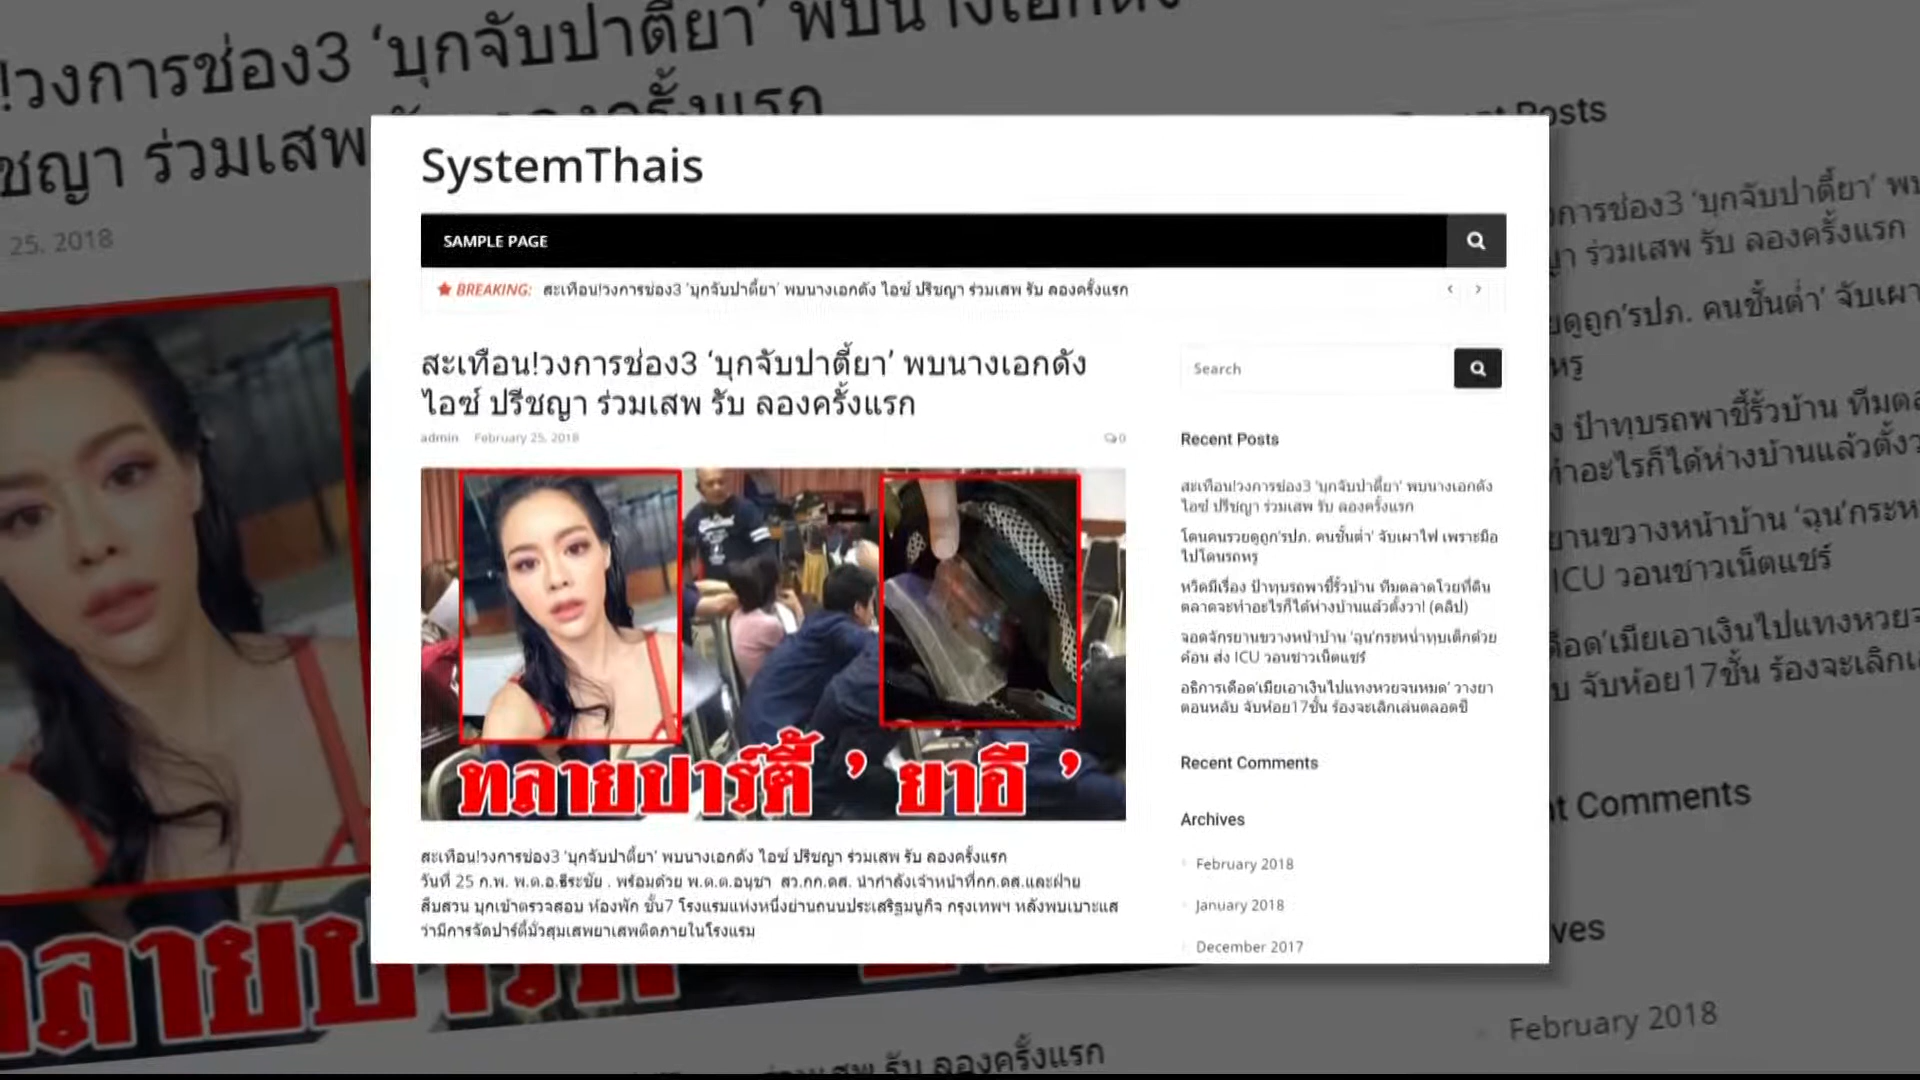 SystemThais
SAMPLE PAGE
BREAKING: สะเทือน!วงการช่อง3 ‘บุกจับปาตี้ยา’ พบนางเอกดัง ไอซ์ ปรีชญา ร่วมเสพ รับ ลองครั้งแรก
สะเทือน!วงการช่อง3 ‘บุกจับปาตี้ยา’ พบนางเอกดัง
ไอซ์ ปรีชญา ร่วมเสพ รับ ลองครั้งแรก
admin February 25, 2018
0
ทลายปาร์ตี้ ’ ยาอี ’
สะเทือน!วงการช่อง3 ‘บุกจับปาตี้ยา’ พบนางเอกดัง ไอซ์ ปรีชญา ร่วมเสพ รับ ลองครั้งแรก
วันที่ 25 ก.พ. พ.ต.อ.ธีระชัย . พร้อมด้วย พ.ต.ต.อนุชา สว.กก.ดส. นำกำลังเจ้าหน้าที่กก.ดส.และฝ่าย
สืบสวน บุกเข้าตรวจสอบ ห้องพัก ชั้น7 โรงแรมแห่งหนึ่งย่านถนนประเสริฐมนูกิจ กรุงเทพฯ หลังพบเบาะแส
ว่ามีการจัดปาร์ตี้มั่วสุมเสพยาเสพติดภายในโรงแรม
Search
Recent Posts
สะเทือน!วงการช่อง3 ‘บุกจับปาตี้ยา’ พบนางเอกดัง
ไอซ์ ปรีชญา ร่วมเสพ รับ ลองครั้งแรก
โดนคนรวยดูถูก’รปภ. คนชั้นต่ำ’ จับเผาไฟ เพราะมือ
ไปโดนรถหรู
หวิดมีเรื่อง ป้าทุบรถพาชี้รั้วบ้าน ทีมตลาดโวยที่ดิน
ตลาดจะทำอะไรก็ได้ห่างบ้านแล้วตั้งวา! (คลิป)
จอดจักรยานขวางหน้าบ้าน ‘ฉุน’กระหน่ำทุบเด็กด้วย
ค้อน ส่ง ICU วอนชาวเน็ตแชร์
อธิการเดือด’เมียเอาเงินไปแทงหวยจนหมด’ วางยา
ตอนหลับ จับห้อย17ชั้น ร้องจะเลิกเล่นตลอดชี
Recent Comments
Archives
February 2018
January 2018
December 2017